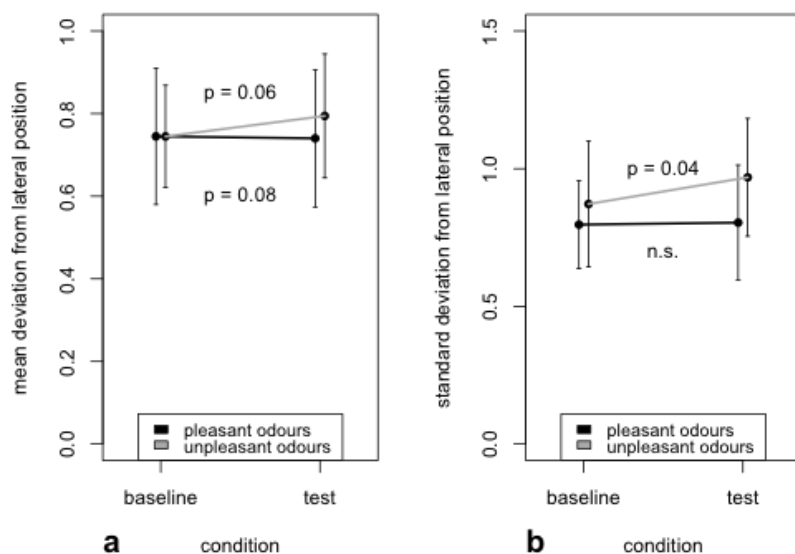 mean deviation from lateral position
1.0
0.8
0.6
0.4
0.2
0.0
p = 0.06
p = 0.08
pleasant odours
unpleasant odours
baseline
test
a
condition
standard deviation from lateral position
1.5
1.0
0.5
0.0
p = 0.04
n.s.
pleasant odours
unpleasant odours
baseline
test
b
condition